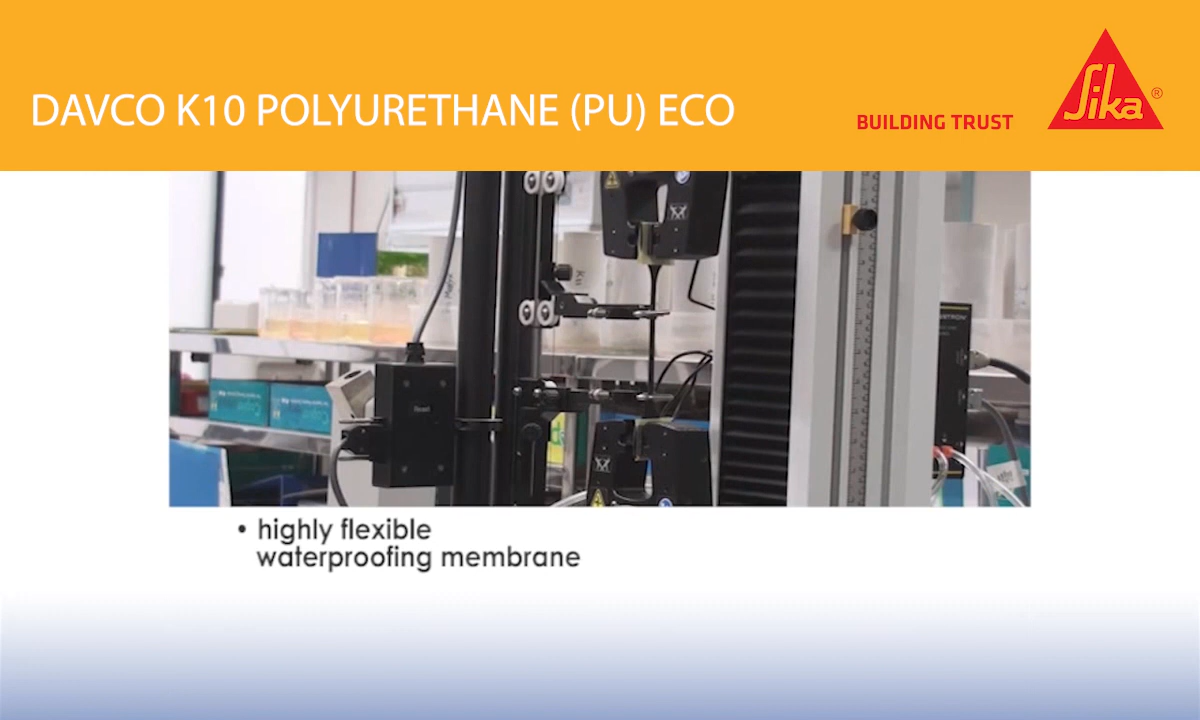 DAVCO K10 POLYURETHANE (PU) ECO
BUILDING TRUST
Sika®
• highly flexible
waterproofing membrane